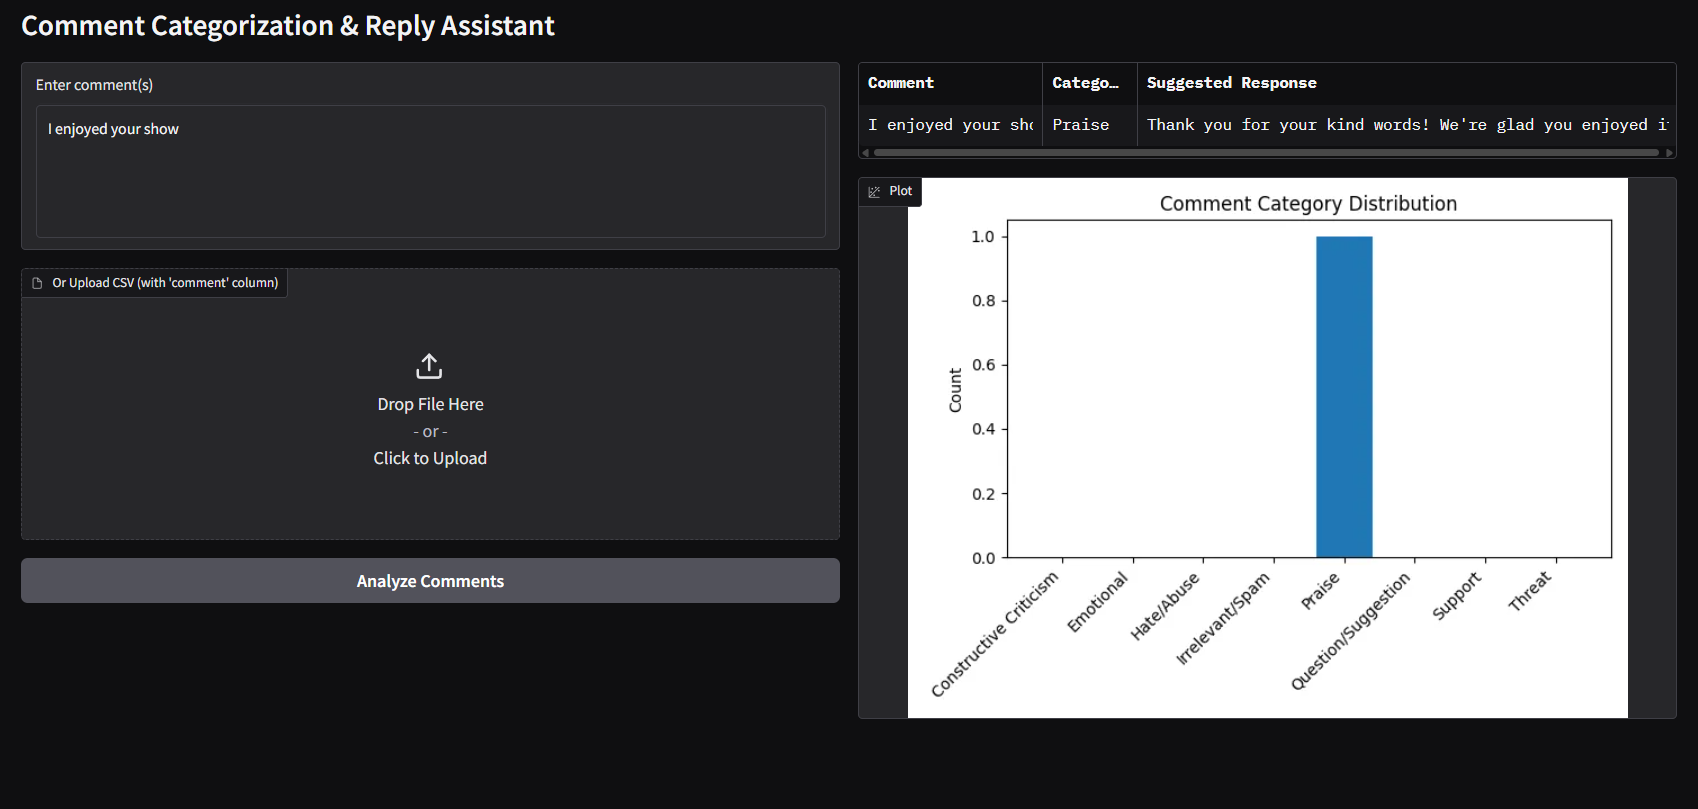 Comment Categorization & Reply Assistant
Enter comment(s)
I enjoyed your show
Or Upload CSV (with 'comment' column)
Drop File Here
- or -
Click to Upload
Analyze Comments
Comment Catego… Suggested Response
I enjoyed your sho Praise Thank you for your kind words! We're glad you enjoyed i
Plot
Comment Category Distribution
Count
1.0
0.8
0.6
0.4
0.2
0.0
Constructive Criticism
Emotional
Hate/Abuse
Irrelevant/Spam
Praise
Question/Suggestion
Support
Threat